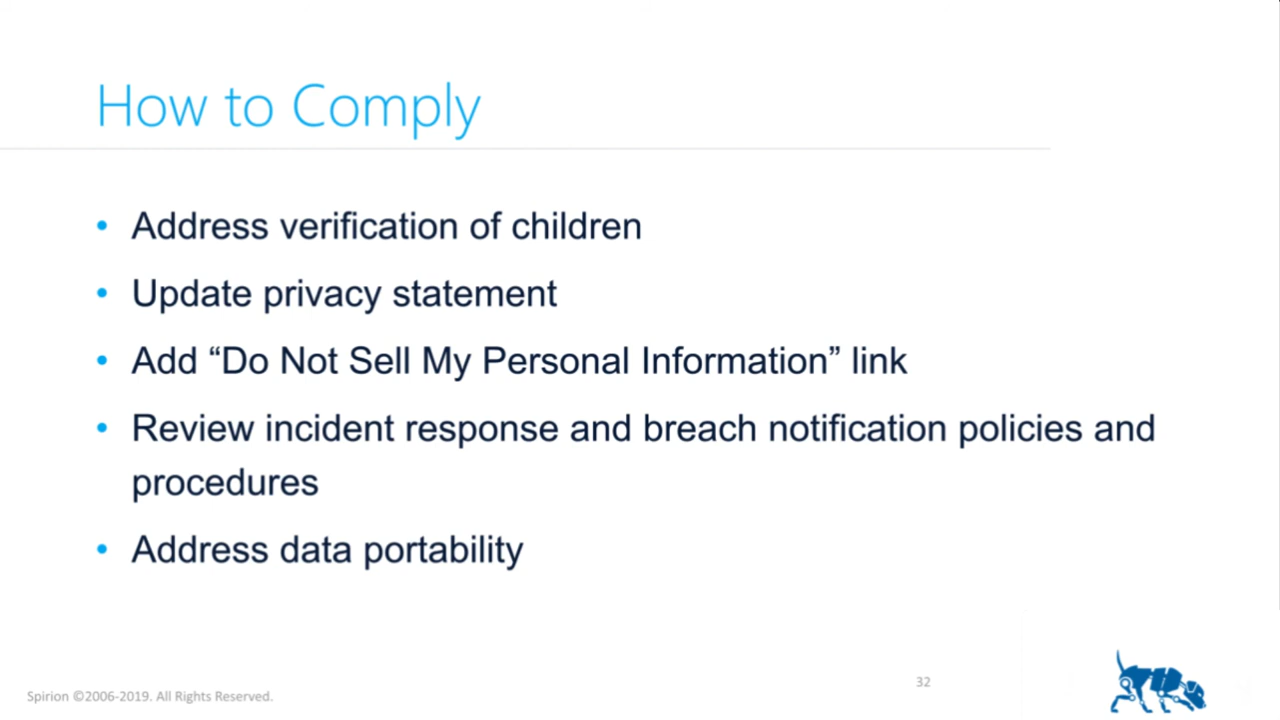 How to Comply
• Address verification of children
• Update privacy statement
• Add “Do Not Sell My Personal Information” link
• Review incident response and breach notification policies and
procedures
• Address data portability
32
Spirion ©2006-2019. All Rights Reserved.